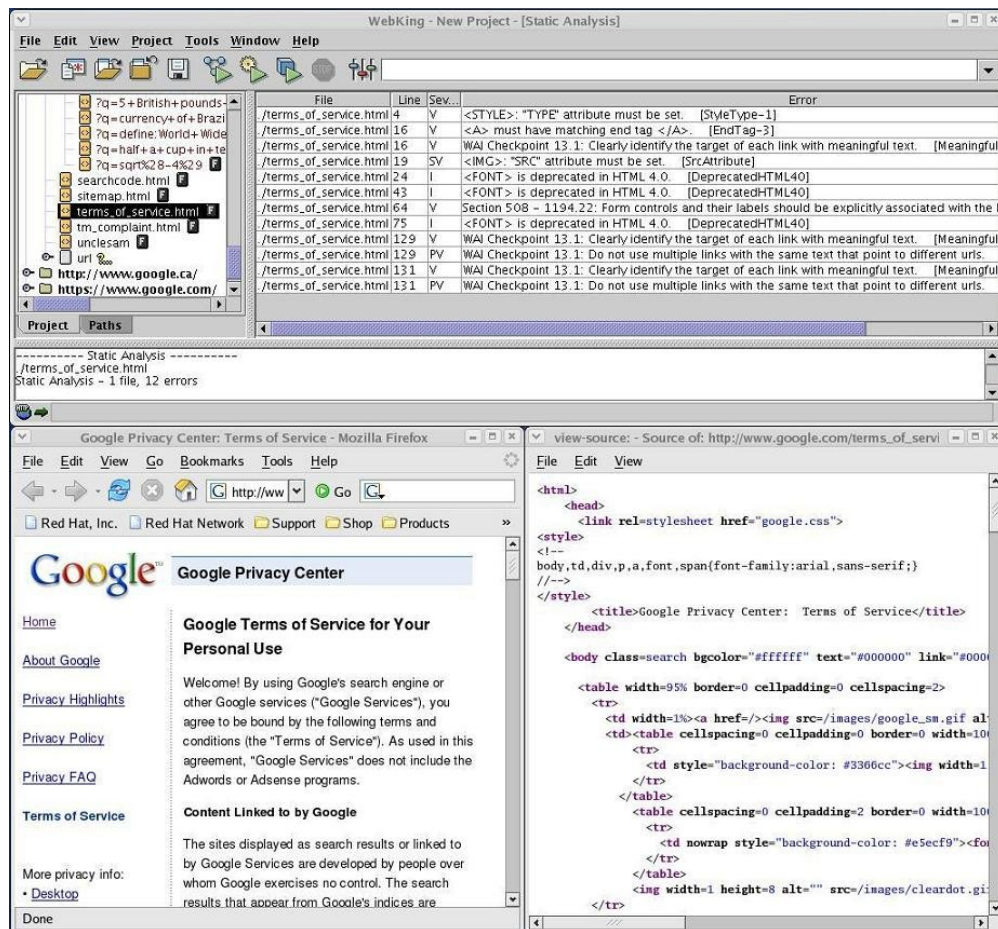 WebKing - New Project - [Static Analysis]
File Edit View Project Tools Window Help
?q=5+British+pounds-
?q=currency+of+Brazi
?q=define:World+Wide
?q=half+a+cup+in+te
?q=sqrt%28-4%29 F
searchcode.html F
sitemap.html F
terms_of_service.html F
tm_complaint.html F
unclesam F
url
http://www.google.ca/
https://www.google.com/
Project Paths
File Line Sev... Error
./terms_of_service.html 4 V <STYLE>: "TYPE" attribute must be set. [StyleType-1]
./terms_of_service.html 16 V <A> must have matching end tag </A>. [EndTag-3]
./terms_of_service.html 16 V WAI Checkpoint 13.1: Clearly identify the target of each link with meaningful text. [Meaningful
./terms_of_service.html 19 SV <IMG>: "SRC" attribute must be set. [SrcAttribute]
./terms_of_service.html 24 I <FONT> is deprecated in HTML 4.0. [DeprecatedHTML40]
./terms_of_service.html 43 I <FONT> is deprecated in HTML 4.0. [DeprecatedHTML40]
./terms_of_service.html 64 V Section 508 - 1194.22: Form controls and their labels should be explicitly associated with the
./terms_of_service.html 75 I <FONT> is deprecated in HTML 4.0. [DeprecatedHTML40]
./terms_of_service.html 129 V WAI Checkpoint 13.1: Clearly identify the target of each link with meaningful text. [Meaningful
./terms_of_service.html 129 PV WAI Checkpoint 13.1: Do not use multiple links with the same text that point to different urls.
./terms_of_service.html 131 V WAI Checkpoint 13.1: Clearly identify the target of each link with meaningful text. [Meaningful
./terms_of_service.html 131 PV WAI Checkpoint 13.1: Do not use multiple links with the same text that point to different urls.
---------- Static Analysis ----------
./terms_of_service.html
Static Analysis - 1 file, 12 errors
Google Privacy Center: Terms of Service - Mozilla Firefox
File Edit View Go Bookmarks Tools Help
G http://ww Go G
Red Hat, Inc. Red Hat Network Support Shop Products »
Google™ Google Privacy Center
Home
About Google
Privacy Highlights
Privacy Policy
Privacy FAQ
Terms of Service
More privacy info:
• Desktop
Google Terms of Service for Your
Personal Use
Welcome! By using Google's search engine or
other Google services ("Google Services"), you
agree to be bound by the following terms and
conditions (the "Terms of Service"). As used in this
agreement, "Google Services" does not include the
Adwords or Adsense programs.
Content Linked to by Google
The sites displayed as search results or linked to
by Google Services are developed by people over
whom Google exercises no control. The search
results that appear from Google's indices are
Done
view-source: - Source of: http://www.google.com/terms_of_servi
File Edit View
<html>
<head>
<link rel=stylesheet href="google.css">
<style>
<!--
body,td,div,p,a,font,span{font-family:arial,sans-serif;}
//-->
</style>
<title>Google Privacy Center:  Terms of Service</title>
</head>
<body class=search bgcolor="#ffffff" text="#000000" link="#000
<table width=95% border=0 cellpadding=0 cellspacing=2>
<tr>
<td width=1%><a href=/><img src=/images/google_sm.gif al
<td><table cellspacing=0 cellpadding=0 border=0 width=10
<tr>
<td style="background-color: #3366cc"><img width=1
</tr>
</table>
<table cellspacing=0 cellpadding=2 border=0 width=10
<tr>
<td nowrap style="background-color: #e5ecf9"><fo
</tr>
</table>
<img width=1 height=8 alt="" src=/images/cleardot.gi
</tr>